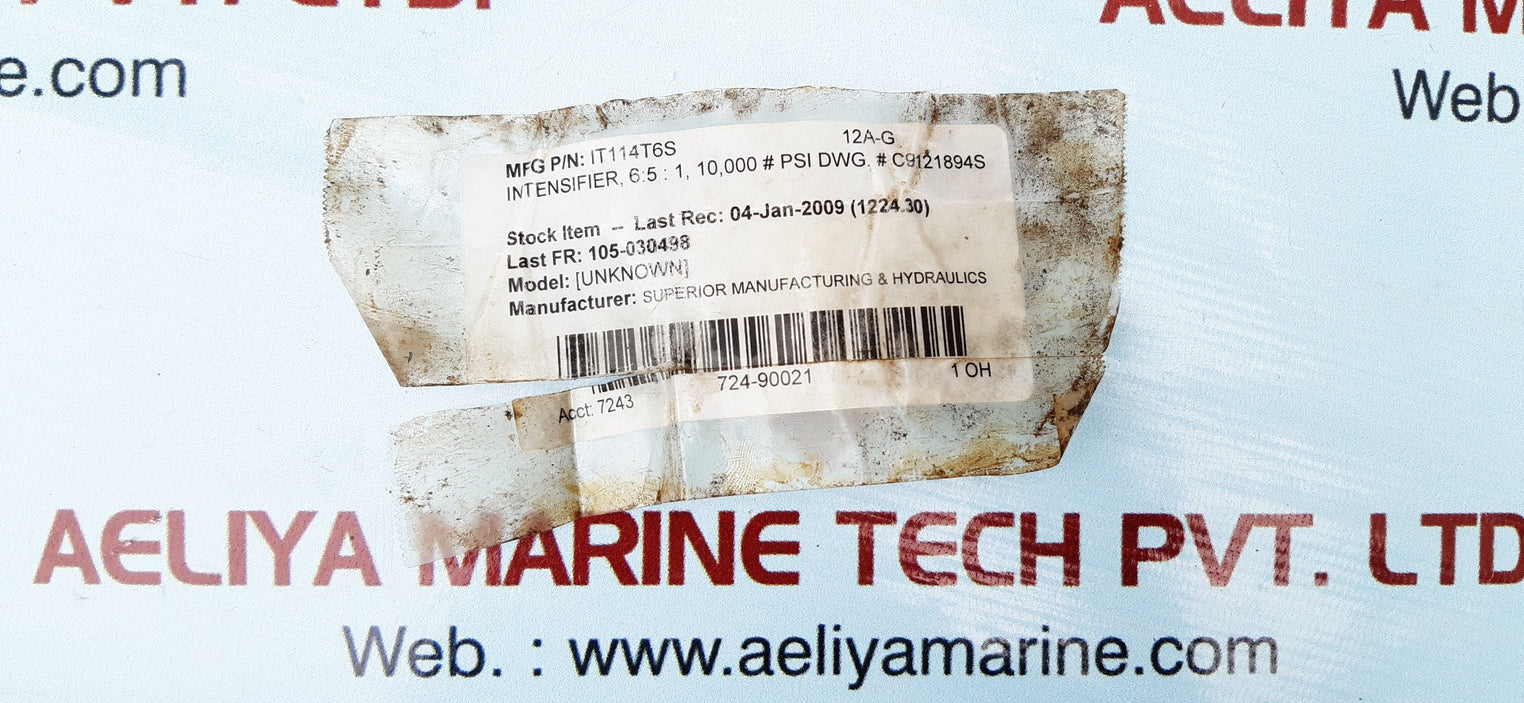 e.com
Web
12A-G
MFG P/N: IT114T6S
INTENSIFIER, 6:5 : 1, 10,000 # PSI DWG. # C9121894S
Stock Item -- Last Rec: 04-Jan-2009 (1224.30)
Last FR: 105-030498
Model: [UNKNOWN]
Manufacturer: SUPERIOR MANUFACTURING & HYDRAULICS
724-90021
1 OH
Acct: 7243
AELIYA MARINE TECH PVT. LTD
Web. : www.aeliyamarine.com